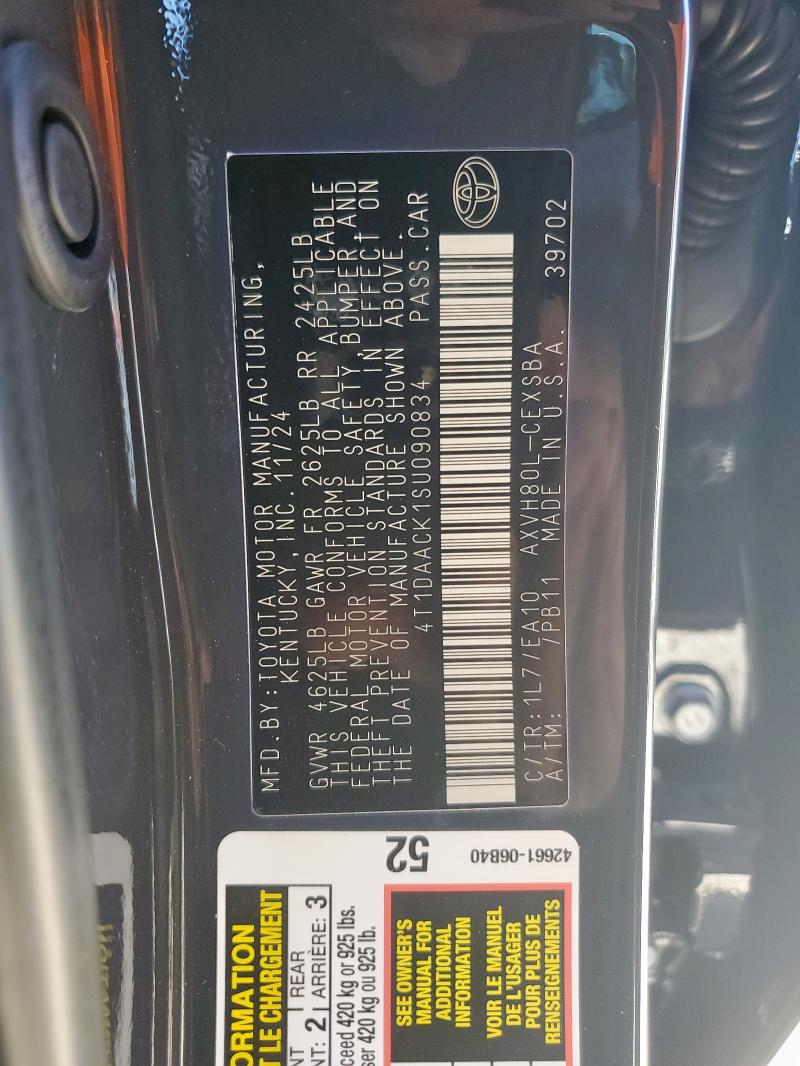 MFD.BY:TOYOTA MOTOR MANUFACTURING,
KENTUCKY, INC. 11/24
GVWR 4625LB GAWR FR 2625LB RR 2425LB
THIS VEHICLE CONFORMS TO ALL APPLICABLE
FEDERAL MOTOR VEHICLE SAFETY, BUMPER, AND
THEFT PREVENTION STANDARDS IN EFFECT ON
THE DATE OF MANUFACTURE SHOWN ABOVE.
4T1DAACK1SU090834 PASS.CAR
C/TR:1L7/EA10 AXVH80L-CEXSBA
A/TM: /PB11 MADE IN U.S.A. 39702
52
42661-06B40
ORMATION
T LE CHARGEMENT
NT 2 REAR 3
NT: ARRIÈRE:
ceed 420 kg or 925 lbs.
ser 420 kg ou 925 lb.
SEE OWNER'S
MANUAL FOR
ADDITIONAL
INFORMATION
VOIR LE MANUEL
DE L'USAGER
POUR PLUS DE
RENSEIGNEMENTS